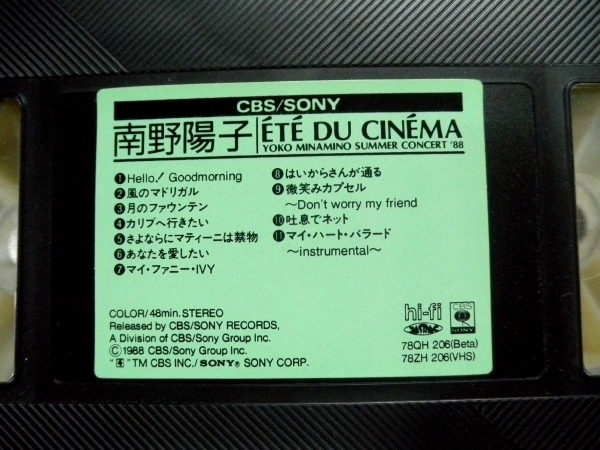 CBS/SONY
南野陽子 ÉTÉ DU CINÉMA
YOKO MINAMINO SUMMER CONCERT '88
❶Hello! Goodmorning
❷風のマドリガル
❸月のファウンテン
❹カリブへ行きたい
❺さよならにマティーニは禁物
❻あなたを愛したい
❼マイ・ファニー・IVY
❽はいからさんが通る
❾微笑みカプセル
〜Don't worry my friend
❿吐息でネット
⓫マイ・ハート・バラード
〜instrumental〜
COLOR/48min. STEREO
Released by CBS/SONY RECORDS,
A Division of CBS/Sony Group Inc.
Ⓒ1988 CBS/Sony Group Inc.
" " TM CBS INC./SONY® SONY CORP.
hi-fi
JASRAC
CBS
SONY
78QH 206(Beta)
78ZH 206(VHS)